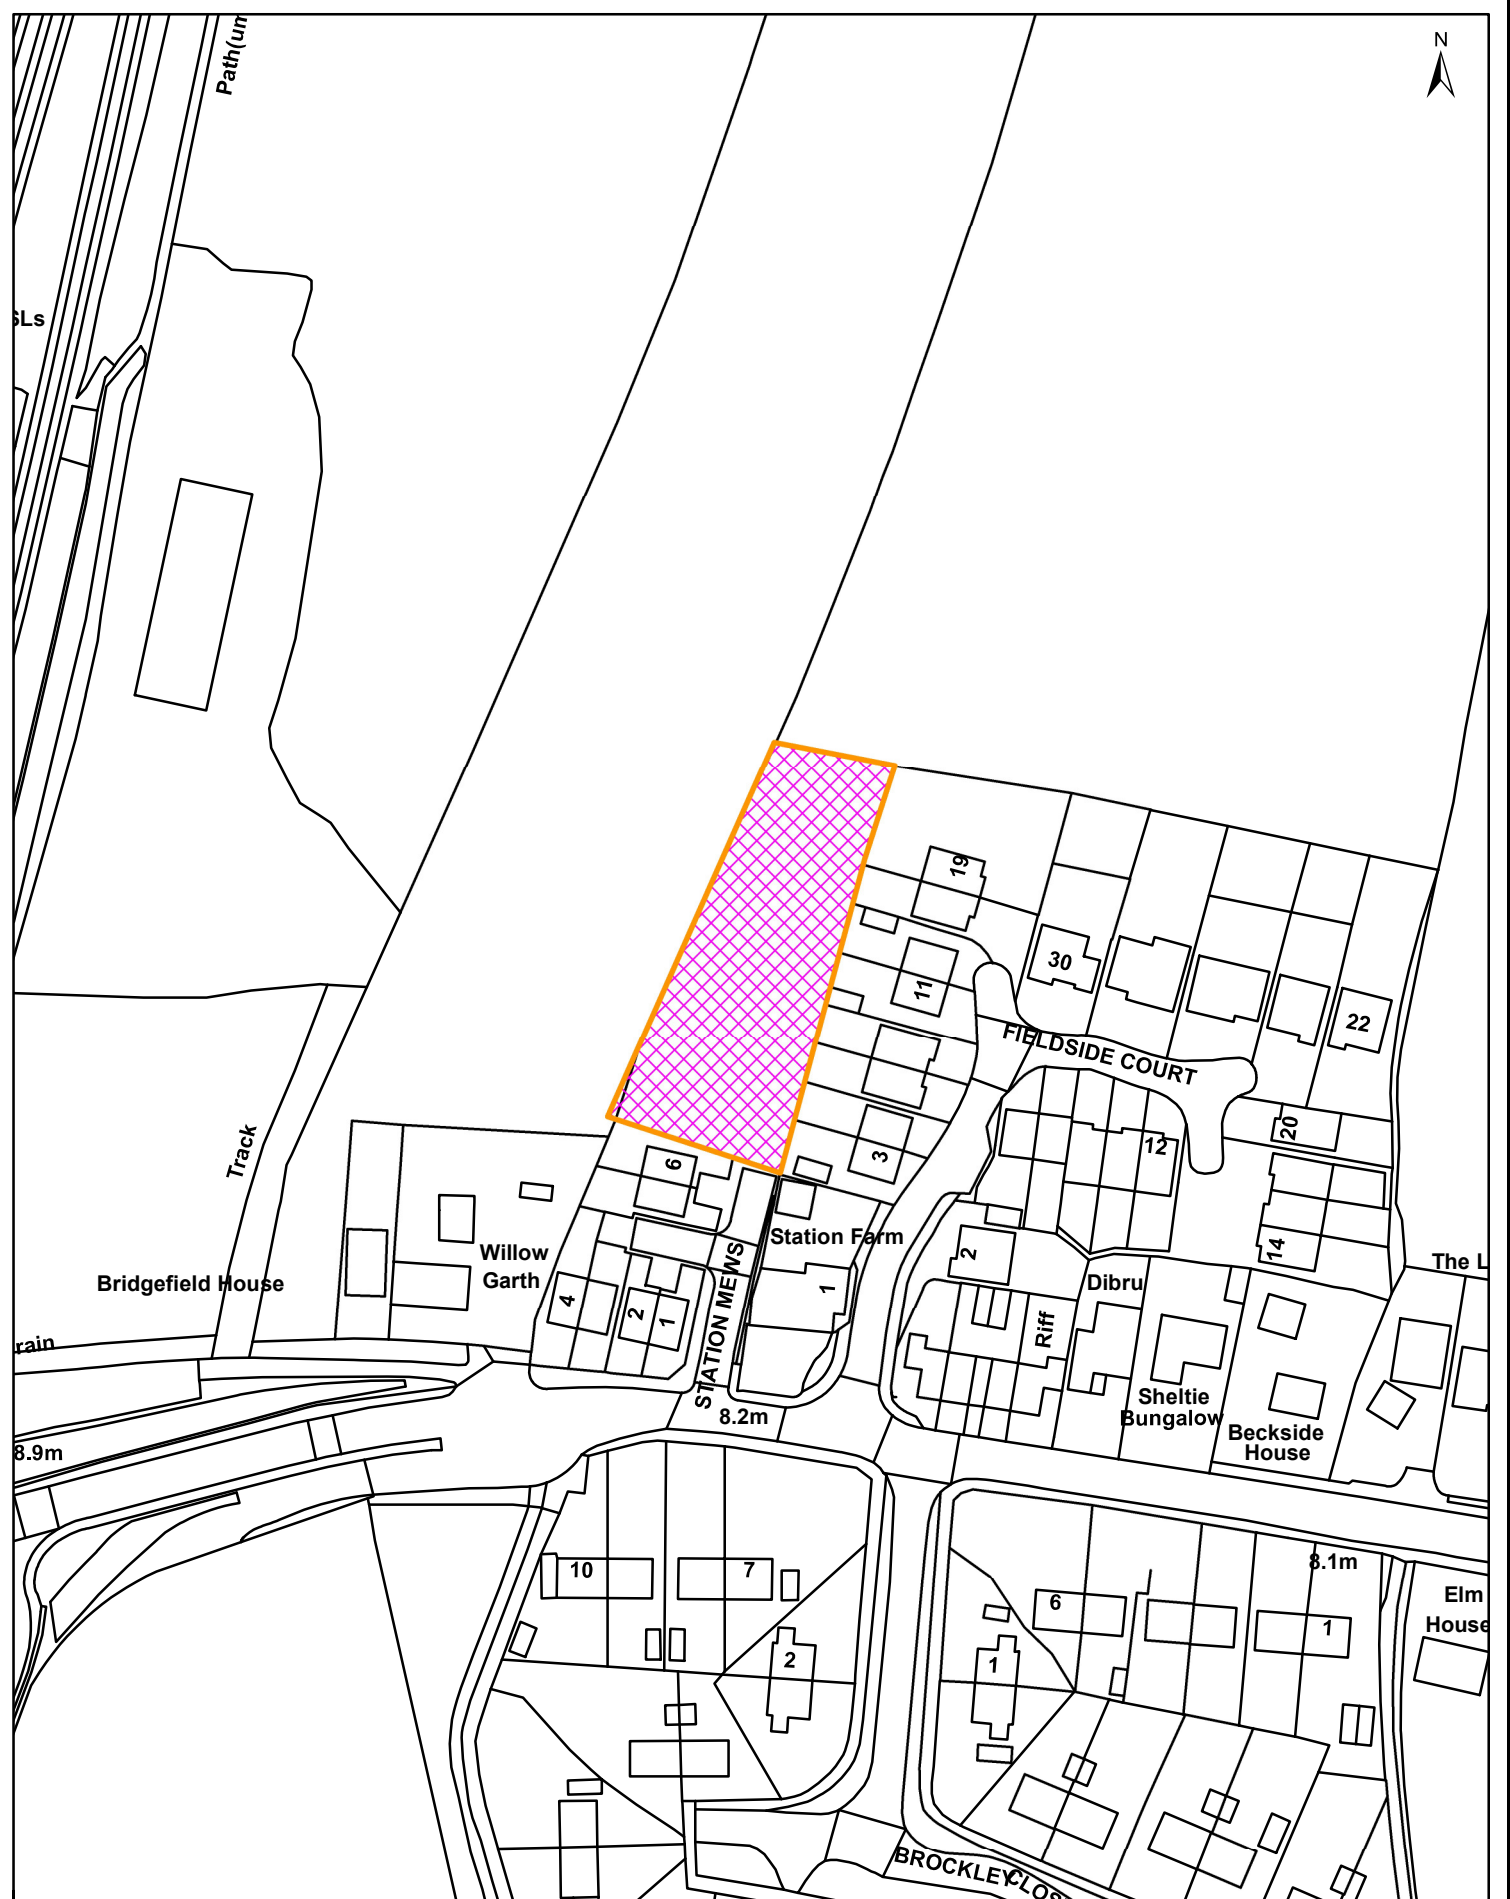 N
Path(um
SLs
19
30
11
22
FIELDSIDE COURT
20
12
3
6
Track
Station Farm
2
14
The L
Willow
Garth
Bridgefield House
Dibru
STATION MEWS
1
4
2
1
Riff
rain
Sheltie
Bungalow
8.2m
Beckside
House
8.9m
8.1m
10
7
Elm
House
6
1
2
1
BROCKLEY CLOS